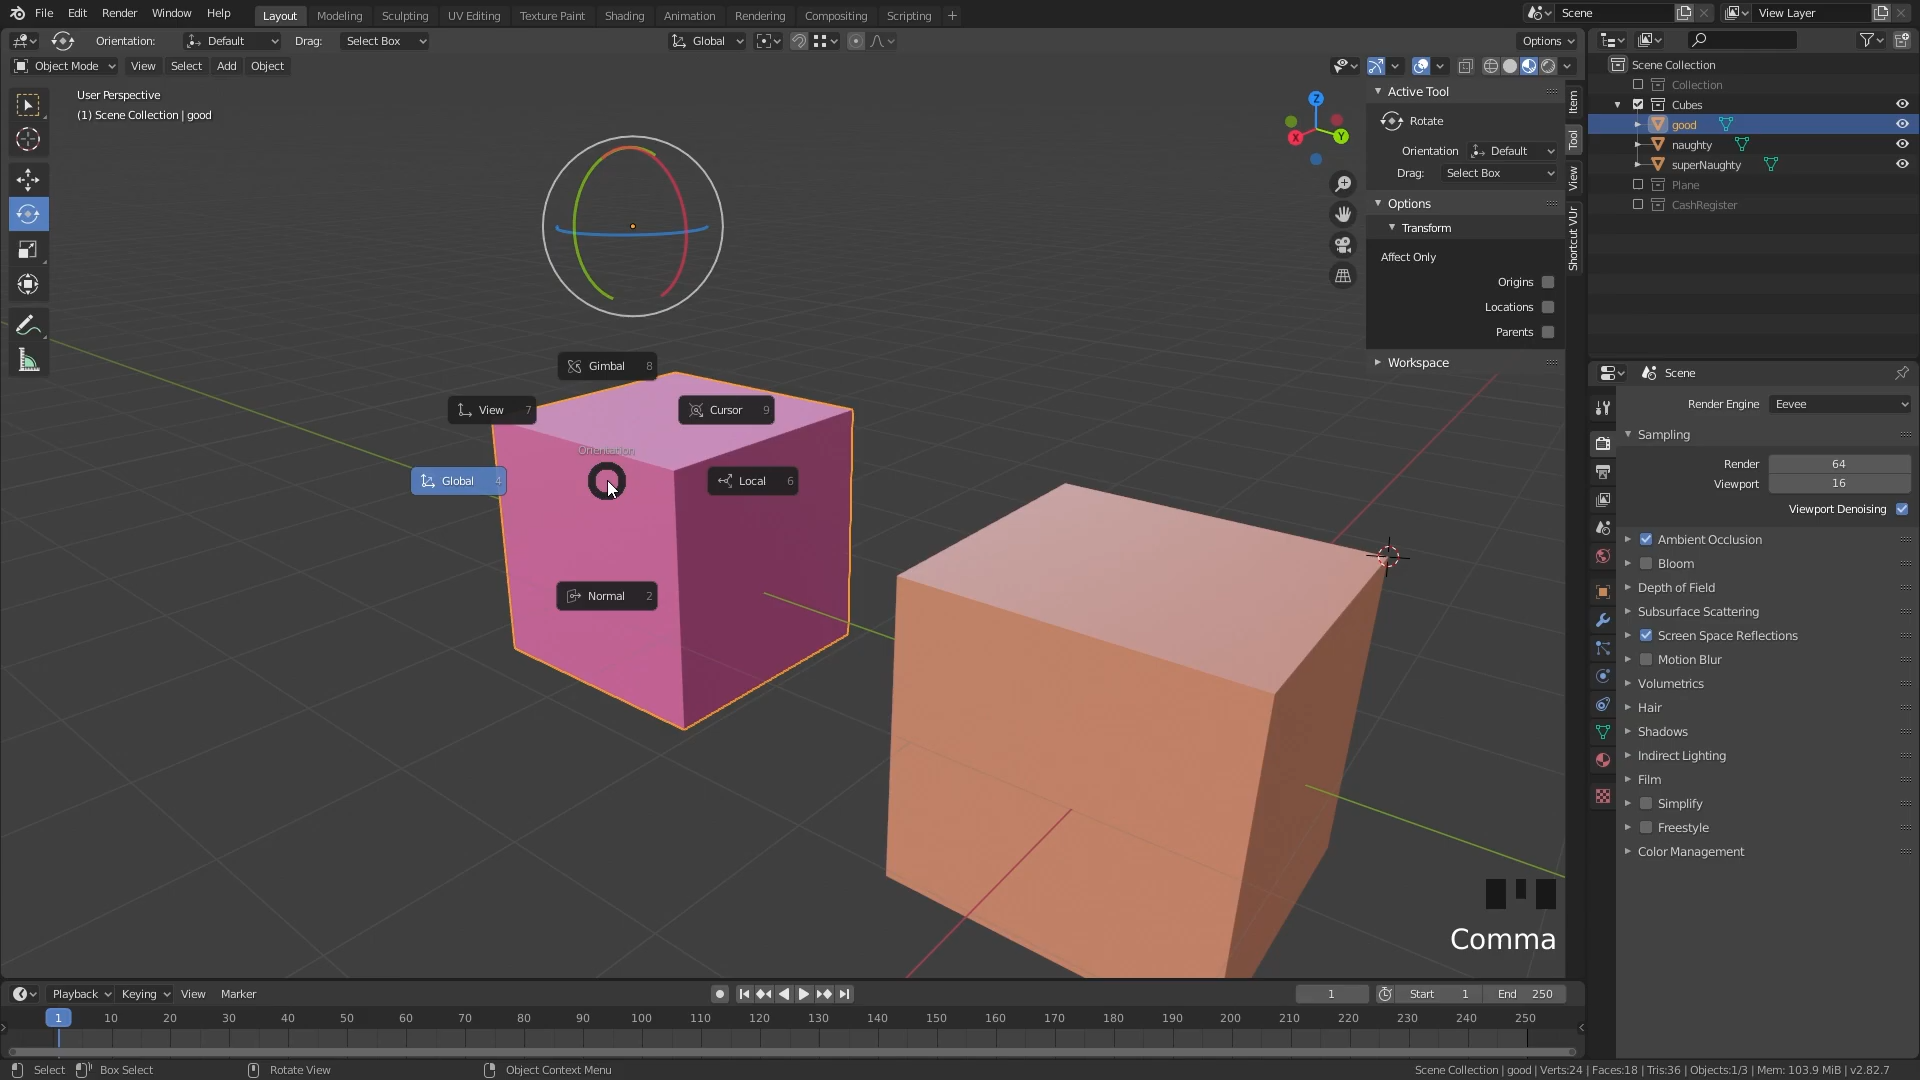 File Edit Render Window Help
Layout Modeling Sculpting UV Editing Texture Paint Shading Animation Rendering Compositing Scripting +
Scene
View Layer
Orientation: Default Drag: Select Box
Global
Options
Object Mode View Select Add Object
User Perspective
(1) Scene Collection | good
Z
X
Y
Gimbal 8
View 7
Cursor 9
Orientation
Global 4
Local 6
Normal 2
Active Tool
Rotate
Orientation Default
Drag: Select Box
Options
Transform
Affect Only
Origins
Locations
Parents
Workspace
Item
Tool
View
Shortcut VUr
Comma
Scene Collection
Collection
Cubes
good
naughty
superNaughty
Plane
CashRegister
Scene
Render Engine Eevee
Sampling
Render 64
Viewport 16
Viewport Denoising
Ambient Occlusion
Bloom
Depth of Field
Subsurface Scattering
Screen Space Reflections
Motion Blur
Volumetrics
Hair
Shadows
Indirect Lighting
Film
Simplify
Freestyle
Color Management
Playback Keying View Marker
1 Start 1 End 250
1 10 20 30 40 50 60 70 80 90 100 110 120 130 140 150 160 170 180 190 200 210 220 230 240 250
Select Box Select Rotate View Object Context Menu
Scene Collection | good | Verts:24 | Faces:18 | Tris:36 | Objects:1/3 | Mem: 103.9 MiB | v2.82.7